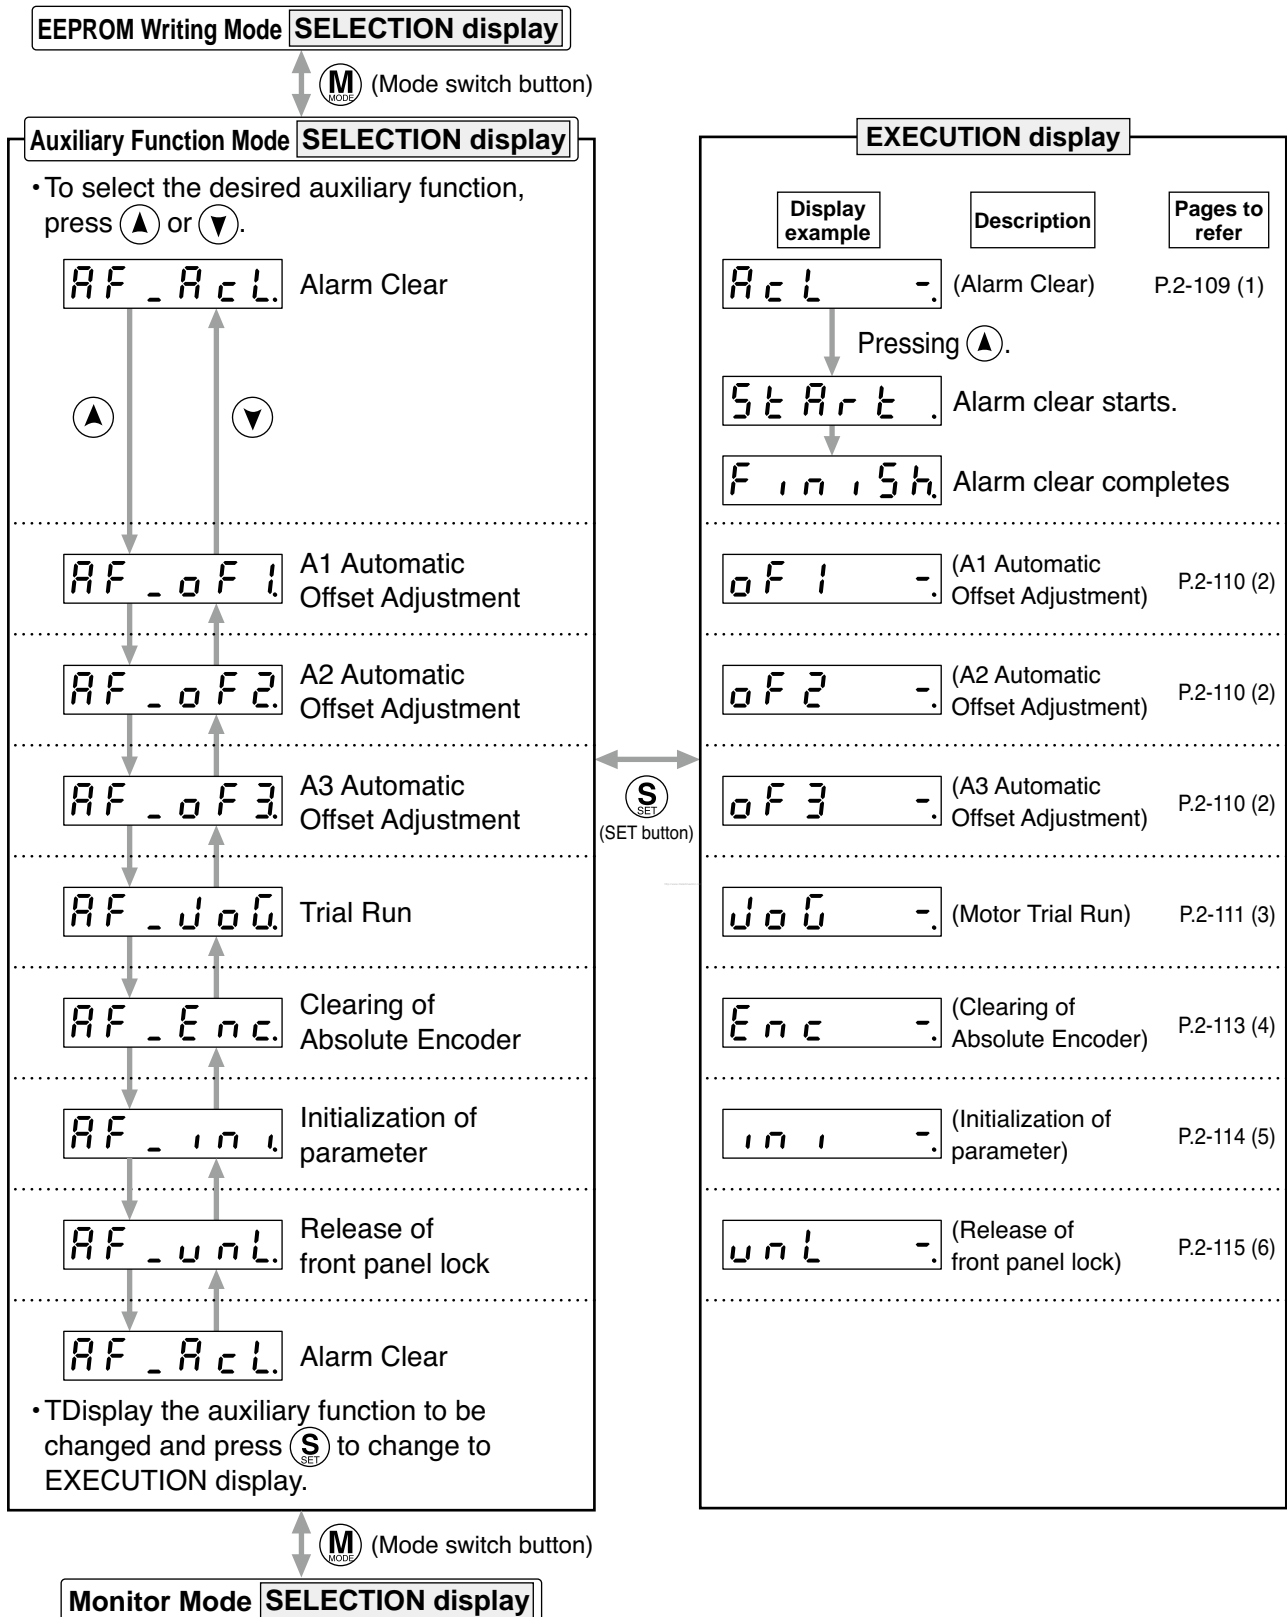 EEPROM Writing Mode SELECTION display
M MODE (Mode switch button)
Auxiliary Function Mode SELECTION display
• To select the desired auxiliary function,
press ▲ or ▼.
AF_AcL. Alarm Clear
AF_oF1. A1 Automatic
Offset Adjustment
AF_oF2. A2 Automatic
Offset Adjustment
AF_oF3. A3 Automatic
Offset Adjustment
AF_JoG. Trial Run
AF_Enc. Clearing of
Absolute Encoder
AF_ini. Initialization of
parameter
AF_unL. Release of
front panel lock
AF_AcL. Alarm Clear
• TDisplay the auxiliary function to be
changed and press S SET to change to
EXECUTION display.
S SET
(SET button)
EXECUTION display
Display
example
Description
Pages to
refer
AcL -. (Alarm Clear) P.2-109 (1)
Pressing ▲.
StArt . Alarm clear starts.
FiniSh. Alarm clear completes
oF1 -. (A1 Automatic
Offset Adjustment) P.2-110 (2)
oF2 -. (A2 Automatic
Offset Adjustment) P.2-110 (2)
oF3 -. (A3 Automatic
Offset Adjustment) P.2-110 (2)
JoG -. (Motor Trial Run) P.2-111 (3)
Enc -. (Clearing of
Absolute Encoder) P.2-113 (4)
ini -. (Initialization of
parameter) P.2-114 (5)
unL -. (Release of
front panel lock) P.2-115 (6)
M MODE (Mode switch button)
Monitor Mode SELECTION display